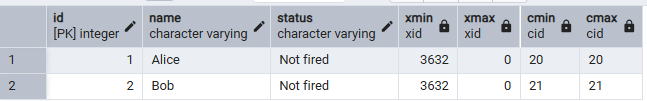 id name status xmin xmax cmin cmax
[PK] integer character varying character varying xid xid cid cid
1 1 Alice Not fired 3632 0 20 20
2 2 Bob Not fired 3632 0 21 21